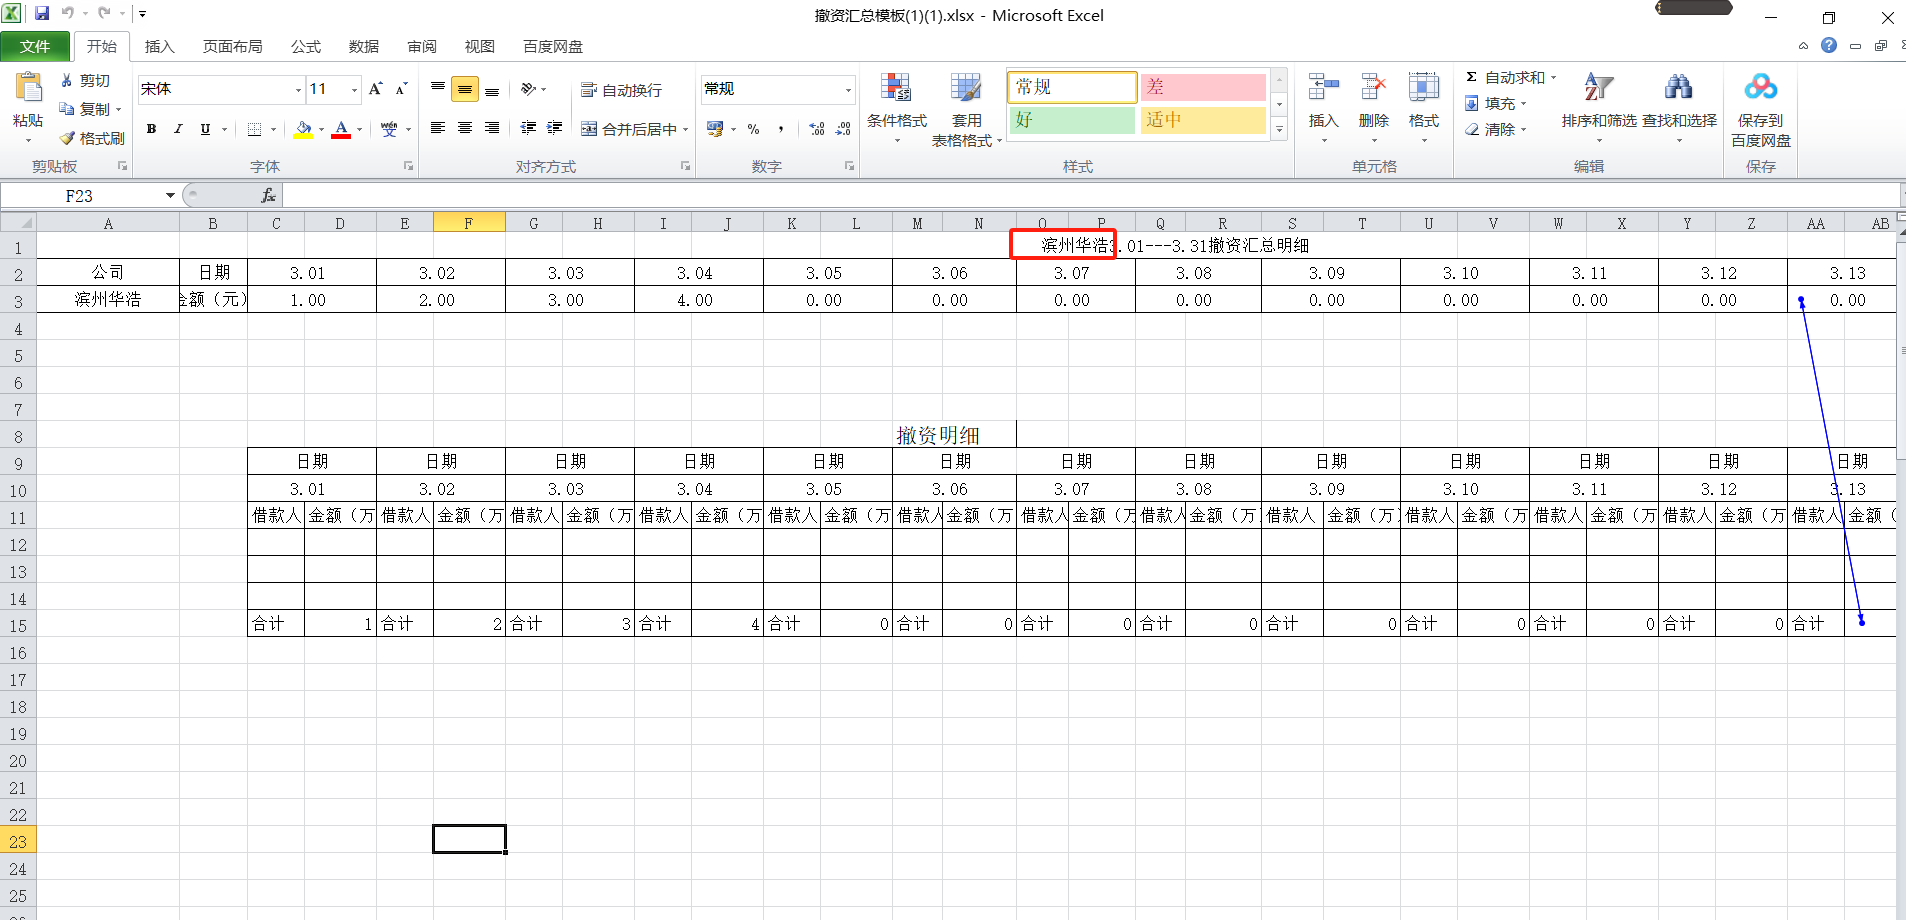 撤资汇总模板(1)(1).xlsx - Microsoft Excel
文件 开始 插入 页面布局 公式 数据 审阅 视图 百度网盘
粘贴 剪切 复制 格式刷 剪贴板
宋体 11 B I U A wén 文 字体
自动换行 合并后居中 对齐方式
常规 % , 数字
条件格式 套用表格格式 常规 差 好 适中 样式
插入 删除 格式 单元格
Σ 自动求和 填充 清除 排序和筛选 查找和选择 编辑
保存到百度网盘 保存
F23 fx
A B C D E F G H I J K L M N O P Q R S T U V W X Y Z AA AB
1 滨州华浩3.01---3.31撤资汇总明细
2 公司 日期 3.01 3.02 3.03 3.04 3.05 3.06 3.07 3.08 3.09 3.10 3.11 3.12 3.13
3 滨州华浩 金额（元） 1.00 2.00 3.00 4.00 0.00 0.00 0.00 0.00 0.00 0.00 0.00 0.00 0.00
4
5
6
7
8 撤资明细
9 日期 日期 日期 日期 日期 日期 日期 日期 日期 日期 日期 日期 日期
10 3.01 3.02 3.03 3.04 3.05 3.06 3.07 3.08 3.09 3.10 3.11 3.12 3.13
11 借款人 金额（万 借款人 金额（万 借款人 金额（万 借款人 金额（万 借款人 金额（万 借款人 金额（万 借款人 金额（万 借款人 金额（万 借款人 金额（万 借款人 金额（万 借款人 金额（万 借款人 金额（万 借款人 金额（
12
13
14
15 合计 1 合计 2 合计 3 合计 4 合计 0 合计 0 合计 0 合计 0 合计 0 合计 0 合计 0 合计 0 合计
16
17
18
19
20
21
22
23
24
25